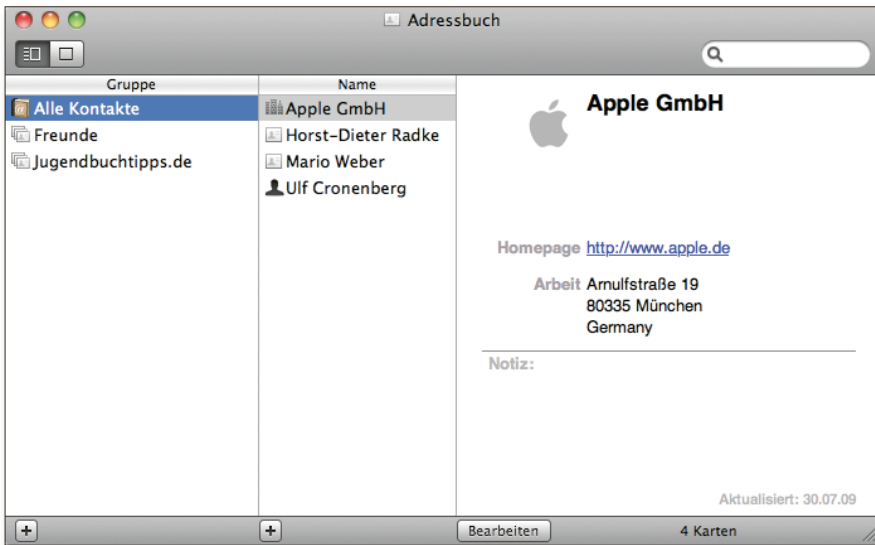 Adressbuch
Gruppe
Alle Kontakte
Freunde
Jugendbuchtipps.de
Name
Apple GmbH
Horst-Dieter Radke
Mario Weber
Ulf Cronenberg
Apple GmbH
Homepage http://www.apple.de
Arbeit Arnulfstraße 19
80335 München
Germany
Notiz:
Aktualisiert: 30.07.09
Bearbeiten
4 Karten